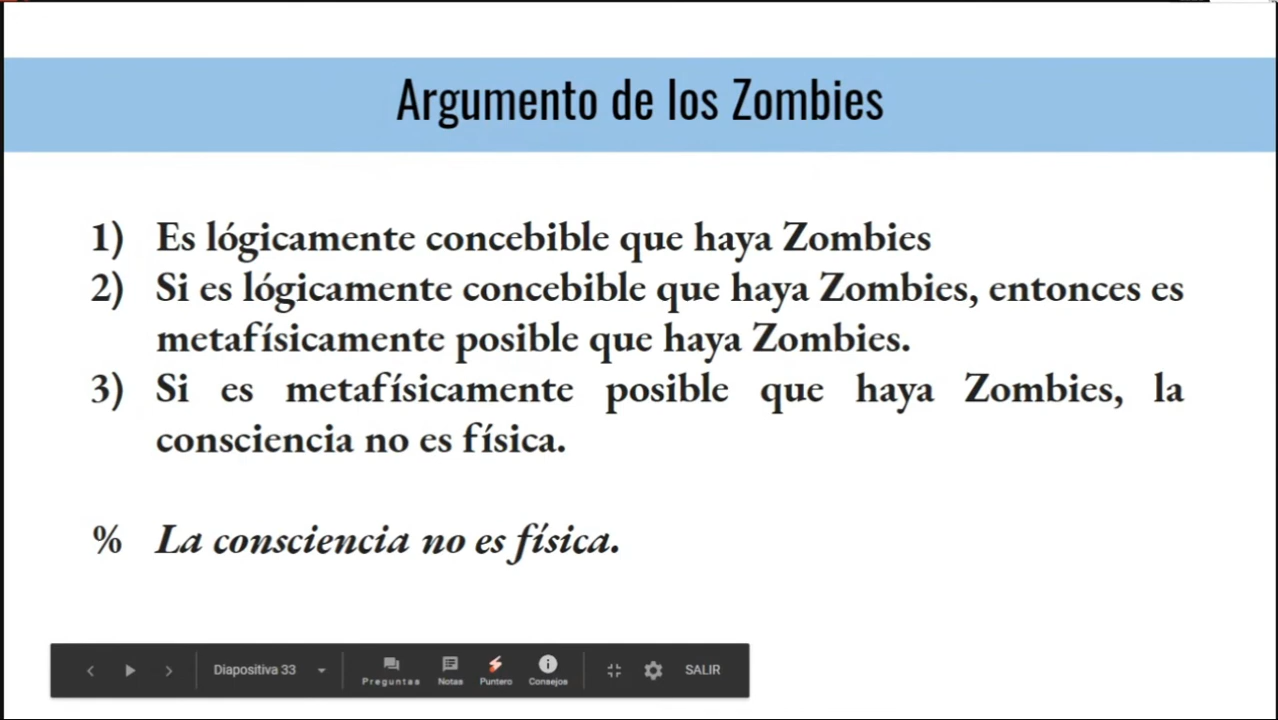 Argumento de los Zombies
1) Es lógicamente concebible que haya Zombies
2) Si es lógicamente concebible que haya Zombies, entonces es
metafísicamente posible que haya Zombies.
3) Si es metafísicamente posible que haya Zombies, la
consciencia no es física.
% La consciencia no es física.
Diapositiva 33 Preguntas Notas Puntero Consejos SALIR